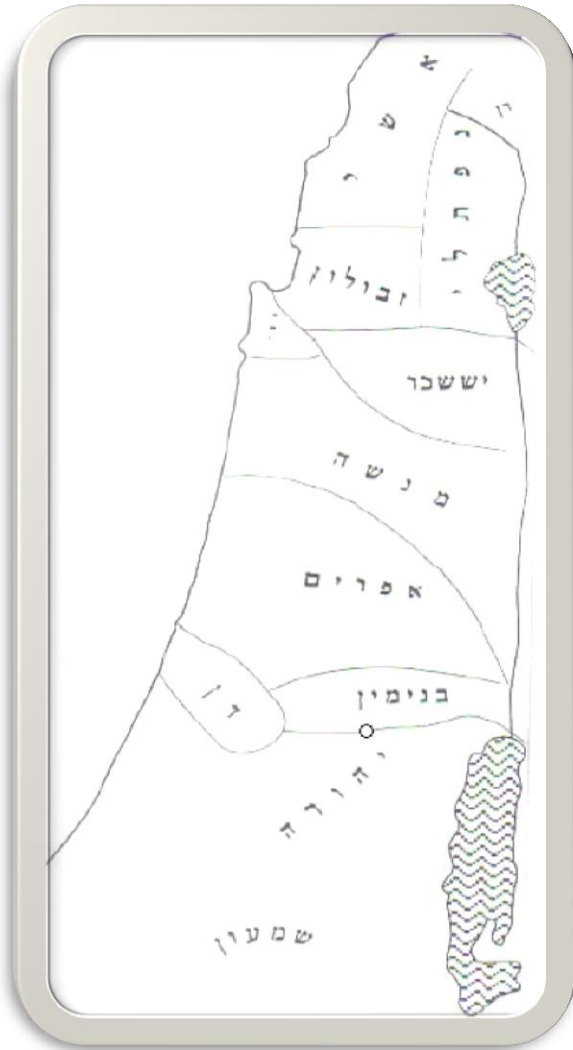 אשר
נפתלי
זבולון
יששכר
מנשה
אפרים
בנימין
דן
יהודה
שמעון